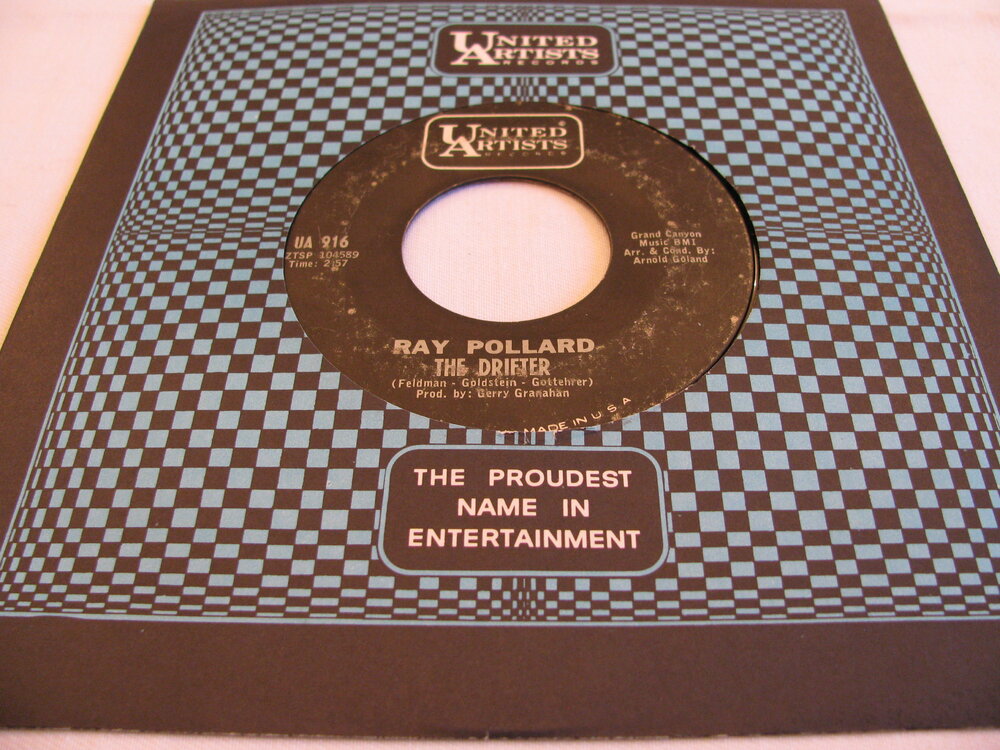 UNITED
ARTISTS
RECORDS
UNITED
ARTISTS
RECORDS
®
UA 916
ZTSP 104589
Time: 2:57
Grand Canyon
Music BMI
Arr. & Cond. By:
Arnold Goland
RAY POLLARD
THE DRIFTER
(Feldman - Goldstein - Gottehrer)
Prod. by: Gerry Granahan
MADE IN U S A
THE PROUDEST
NAME IN
ENTERTAINMENT